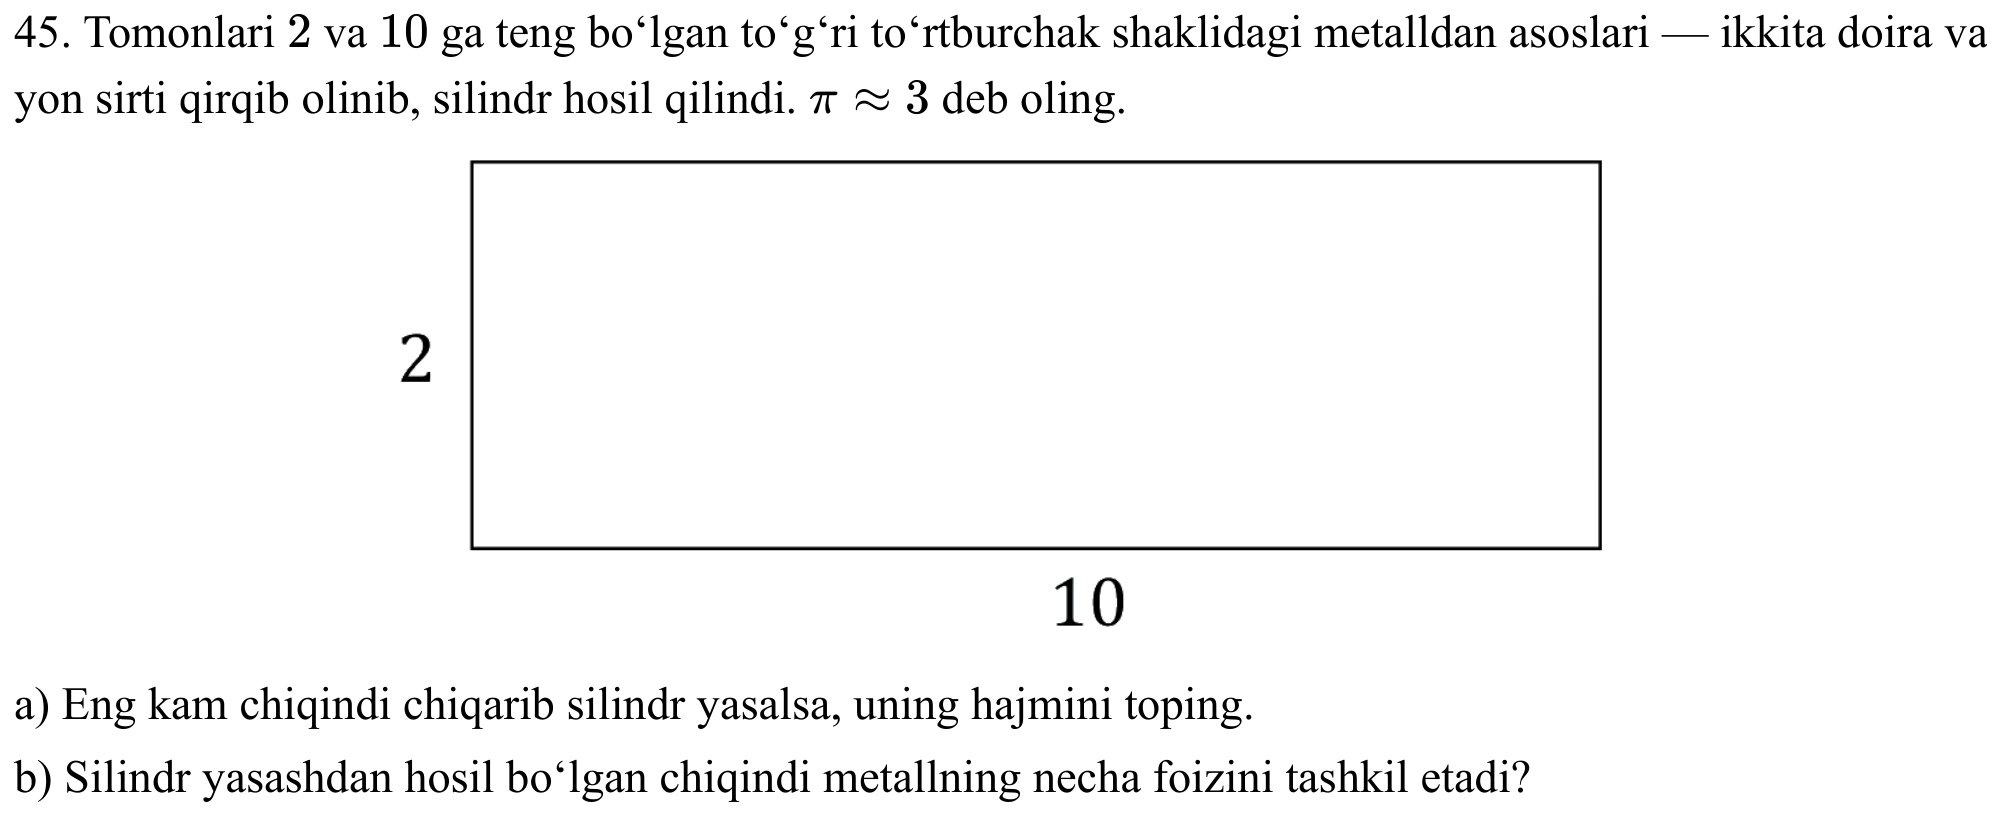 45. Tomonlari 2 va 10 ga teng bo‘lgan to‘g‘ri to‘rtburchak shaklidagi metalldan asoslari — ikkita doira va
yon sirti qirqib olinib, silindr hosil qilindi. π ≈ 3 deb oling.
2
10
a) Eng kam chiqindi chiqarib silindr yasalsa, uning hajmini toping.
b) Silindr yasashdan hosil bo‘lgan chiqindi metallning necha foizini tashkil etadi?